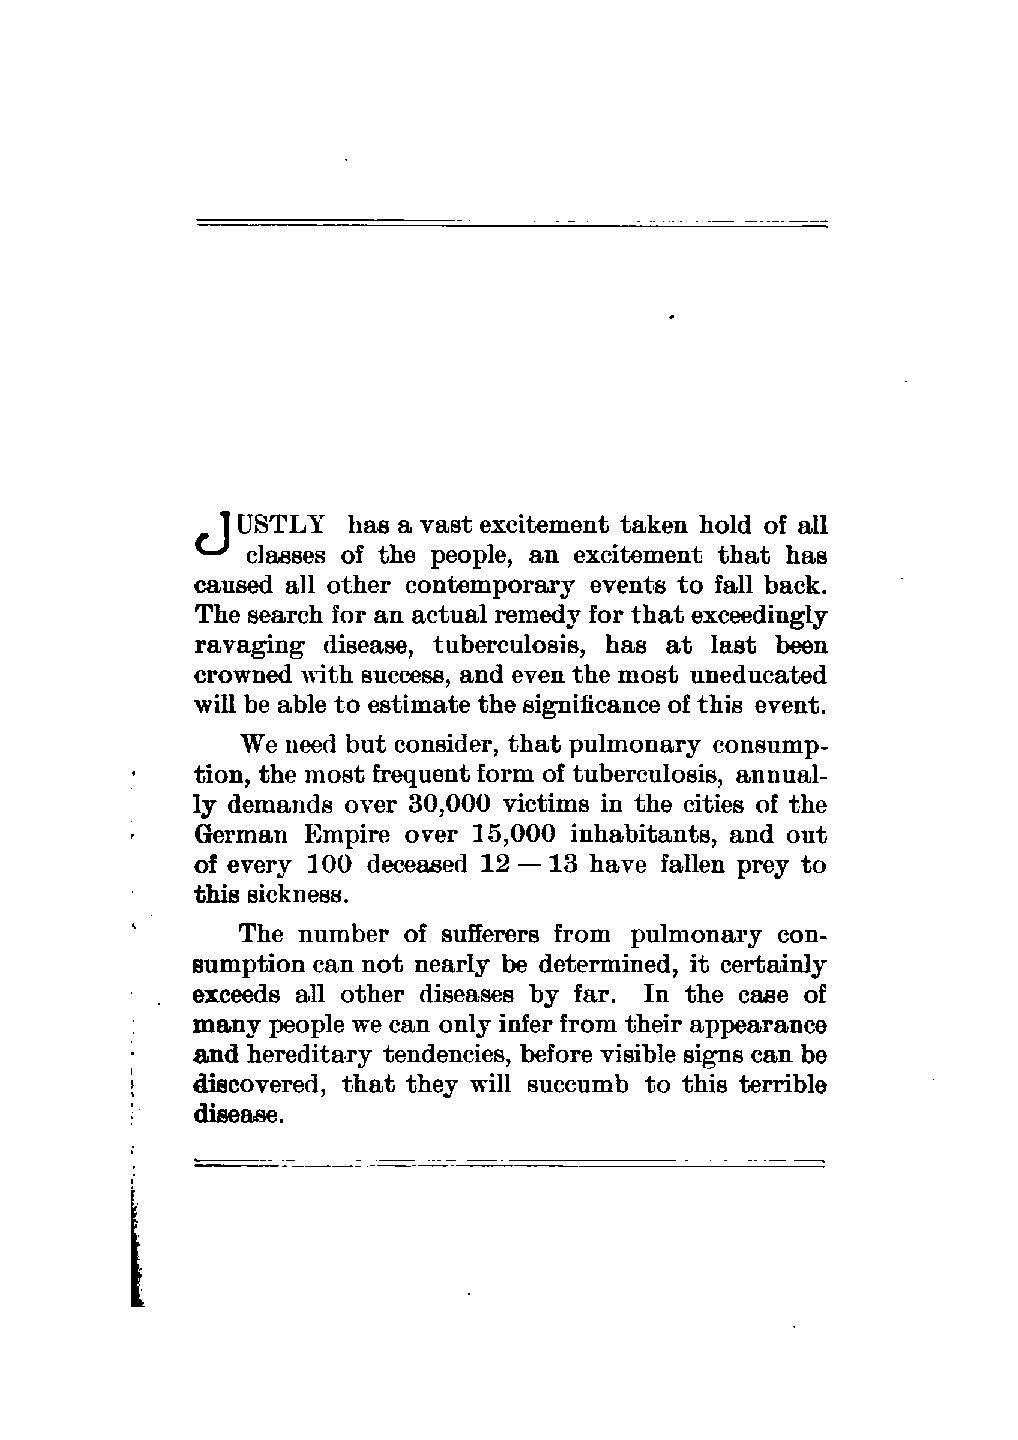 JUSTLY has a vast excitement taken hold of all
classes of the people, an excitement that has
caused all other contemporary events to fall back.
The search for an actual remedy for that exceedingly
ravaging disease, tuberculosis, has at last been
crowned with success, and even the most uneducated
will be able to estimate the significance of this event.
We need but consider, that pulmonary consump-
tion, the most frequent form of tuberculosis, annual-
ly demands over 30,000 victims in the cities of the
German Empire over 15,000 inhabitants, and out
of every 100 deceased 12 — 13 have fallen prey to
this sickness.
The number of sufferers from pulmonary con-
sumption can not nearly be determined, it certainly
exceeds all other diseases by far. In the case of
many people we can only infer from their appearance
and hereditary tendencies, before visible signs can be
discovered, that they will succumb to this terrible
disease.